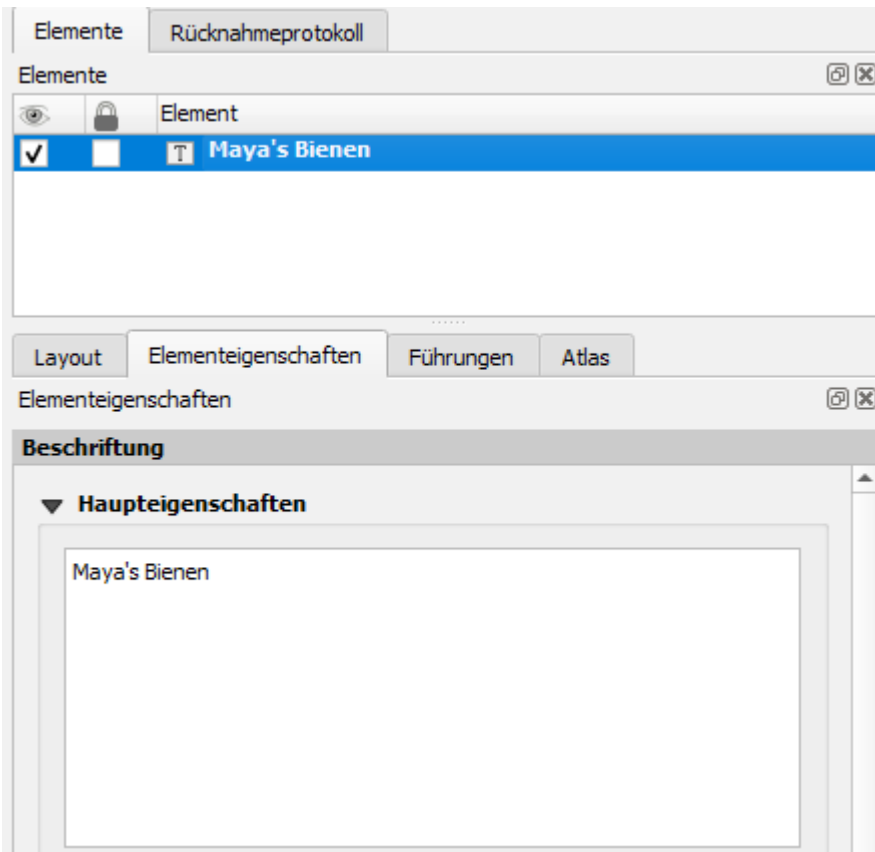 Elemente Rücknahmeprotokoll
Elemente
Element
T Maya's Bienen
Layout Elementeigenschaften Führungen Atlas
Elementeigenschaften
Beschriftung
Haupteigenschaften
Maya's Bienen